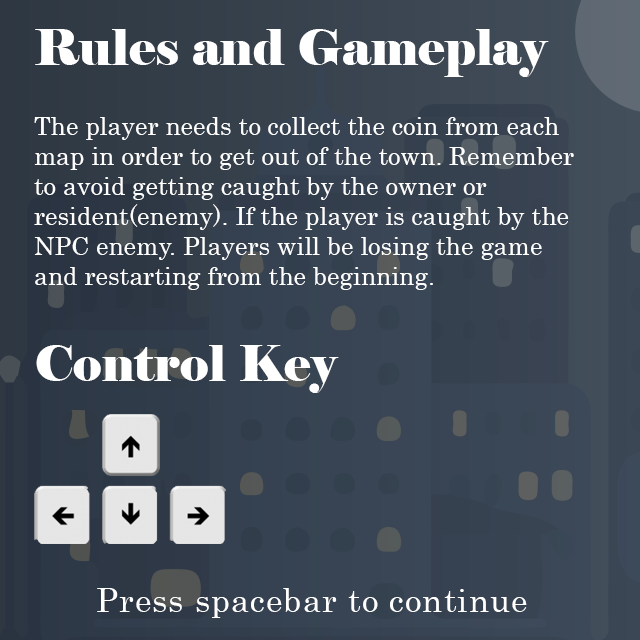 Rules and Gameplay
The player needs to collect the coin from each
map in order to get out of the town. Remember
to avoid getting caught by the owner or
resident(enemy). If the player is caught by the
NPC enemy. Players will be losing the game
and restarting from the beginning.
Control Key
↑
← ↓ →
Press spacebar to continue